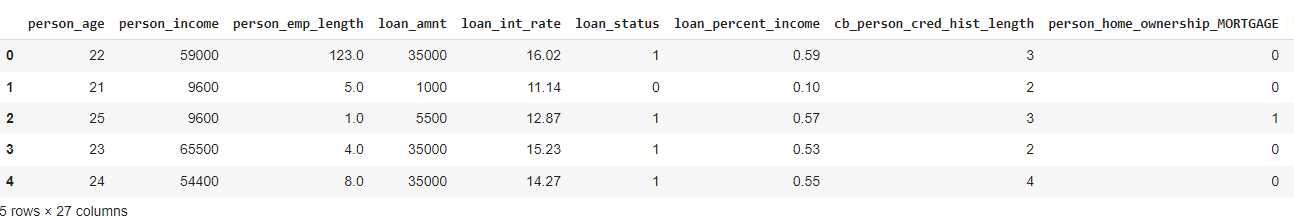 person_age person_income person_emp_length loan_amnt loan_int_rate loan_status loan_percent_income cb_person_cred_hist_length person_home_ownership_MORTGAGE
0 22 59000 123.0 35000 16.02 1 0.59 3 0
1 21 9600 5.0 1000 11.14 0 0.10 2 0
2 25 9600 1.0 5500 12.87 1 0.57 3 1
3 23 65500 4.0 35000 15.23 1 0.53 2 0
4 24 54400 8.0 35000 14.27 1 0.55 4 0
5 rows × 27 columns